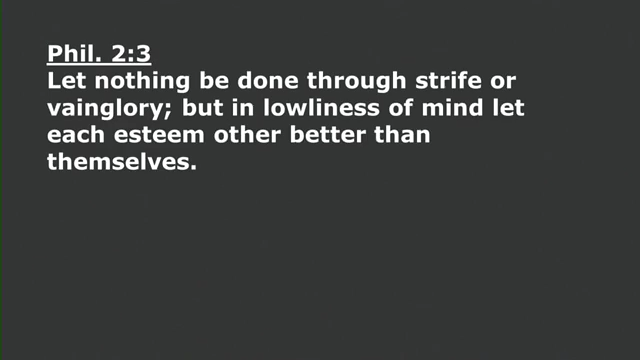 Phil. 2:3
Let nothing be done through strife or
vainglory; but in lowliness of mind let
each esteem other better than
themselves.